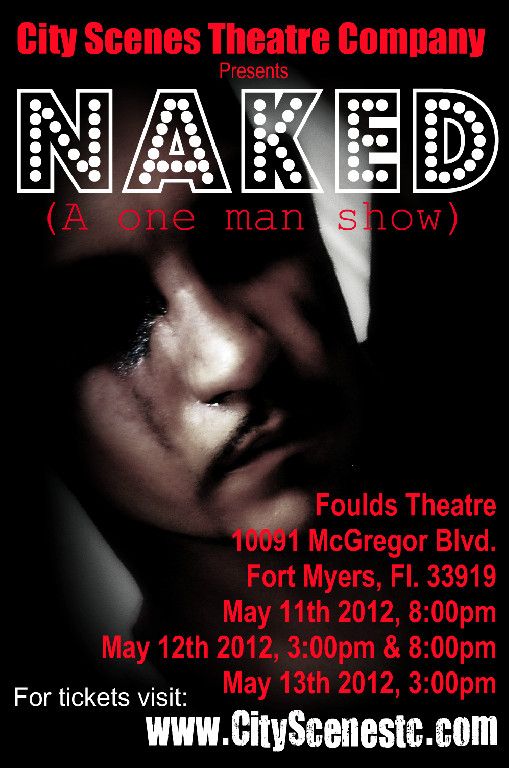 City Scenes Theatre Company
Presents
NAKED
(A one man show)
Foulds Theatre
10091 McGregor Blvd.
Fort Myers, Fl. 33919
May 11th 2012, 8:00pm
May 12th 2012, 3:00pm & 8:00pm
May 13th 2012, 3:00pm
For tickets visit:
www.CityScenestc.com